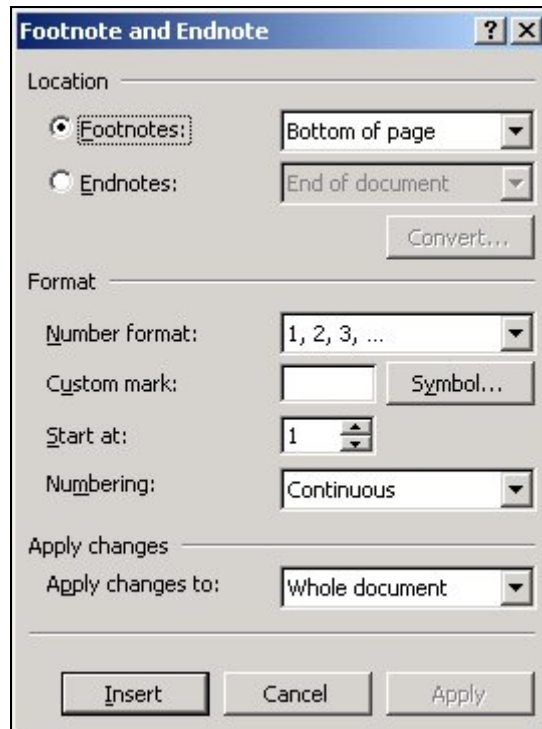 Footnote and Endnote
Location
Footnotes: Bottom of page
Endnotes: End of document
Convert...
Format
Number format: 1, 2, 3, ...
Custom mark: Symbol...
Start at: 1
Numbering: Continuous
Apply changes
Apply changes to: Whole document
Insert Cancel Apply